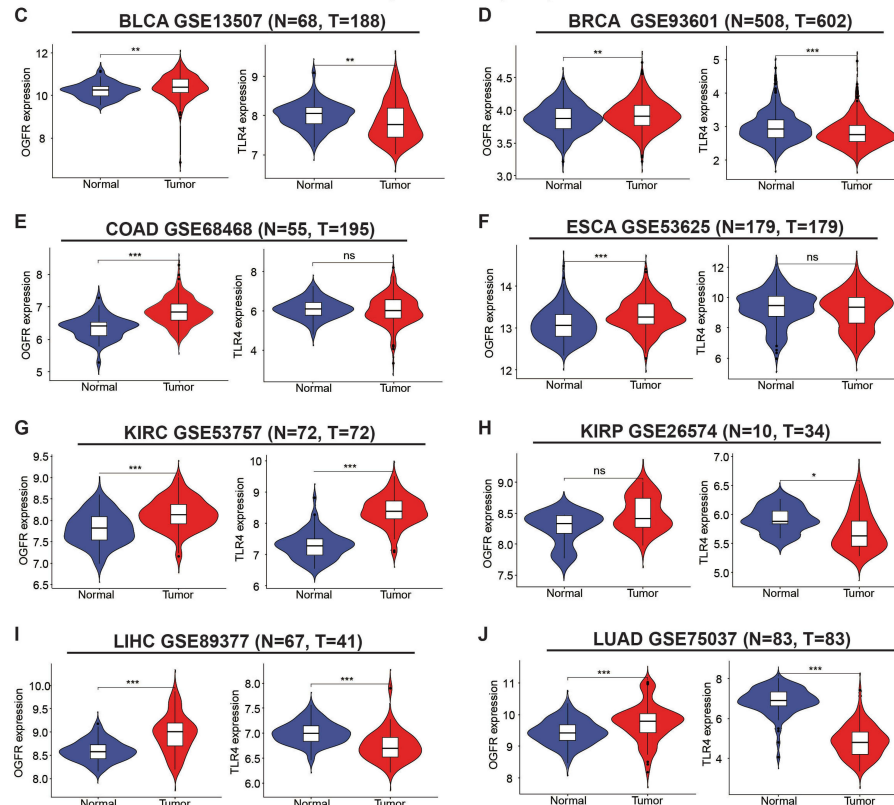 C
BLCA GSE13507 (N=68, T=188)
OGFR expression
12
10
8
**
Normal
Tumor
TLR4 expression
9
8
7
**
Normal
Tumor
D
BRCA GSE93601 (N=508, T=602)
OGFR expression
4.5
4.0
3.5
3.0
**
Normal
Tumor
TLR4 expression
5
4
3
2
***
Normal
Tumor
E
COAD GSE68468 (N=55, T=195)
OGFR expression
8
7
6
5
***
Normal
Tumor
TLR4 expression
8
6
4
ns
Normal
Tumor
F
ESCA GSE53625 (N=179, T=179)
OGFR expression
14
13
12
***
Normal
Tumor
TLR4 expression
12
10
8
6
ns
Normal
Tumor
G
KIRC GSE53757 (N=72, T=72)
OGFR expression
9.5
9.0
8.5
8.0
7.5
7.0
6.5
***
Normal
Tumor
TLR4 expression
10
9
8
7
6
***
Normal
Tumor
H
KIRP GSE26574 (N=10, T=34)
OGFR expression
9.0
8.5
8.0
7.5
ns
Normal
Tumor
TLR4 expression
6.5
6.0
5.5
5.0
*
Normal
Tumor
I
LIHC GSE89377 (N=67, T=41)
OGFR expression
10.0
9.5
9.0
8.5
8.0
***
Normal
Tumor
TLR4 expression
8.0
7.5
7.0
6.5
6.0
***
Normal
Tumor
J
LUAD GSE75037 (N=83, T=83)
OGFR expression
11
10
9
8
***
Normal
Tumor
TLR4 expression
8
6
4
***
Normal
Tumor